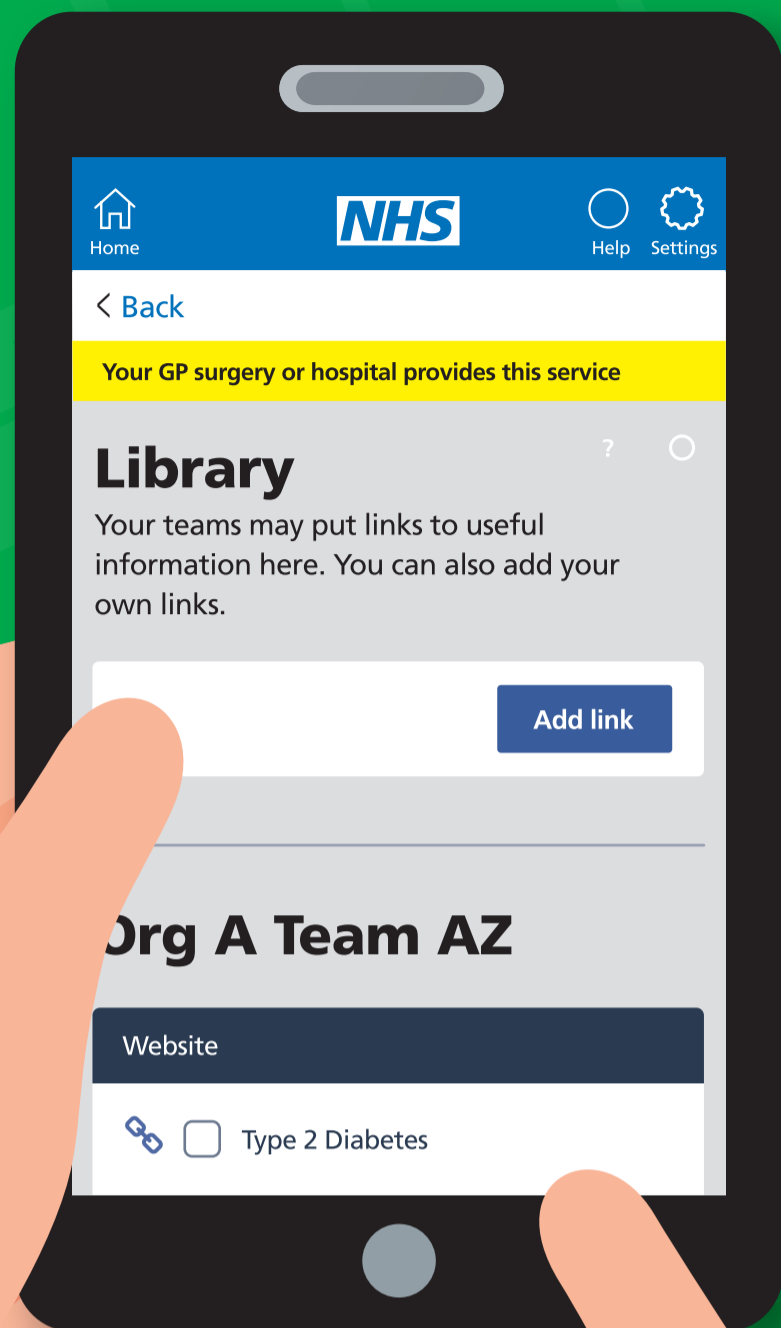 NHS
Home
Help
Settings
< Back
Your GP surgery or hospital provides this service
?
Library
Your teams may put links to useful
information here. You can also add your
own links.
Add link
Org A Team AZ
Website
Type 2 Diabetes